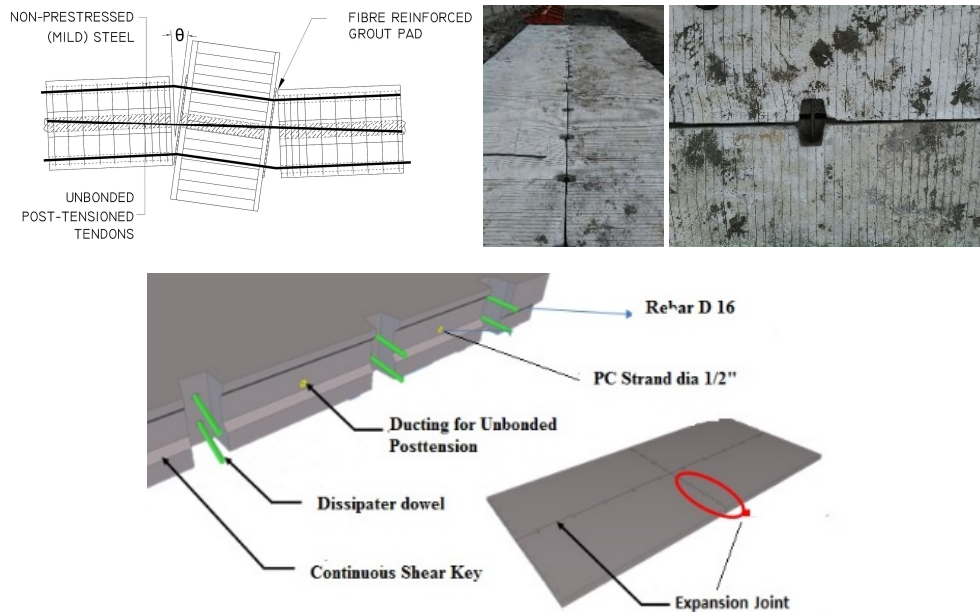 NON-PRESTRESSED
(MILD) STEEL
θ
FIBRE REINFORCED
GROUT PAD
UNBONDED
POST-TENSIONED
TENDONS
Rebar D 16
PC Strand dia 1/2"
Ducting for Unbonded
Posttension
Dissipater dowel
Continuous Shear Key
Expansion Joint